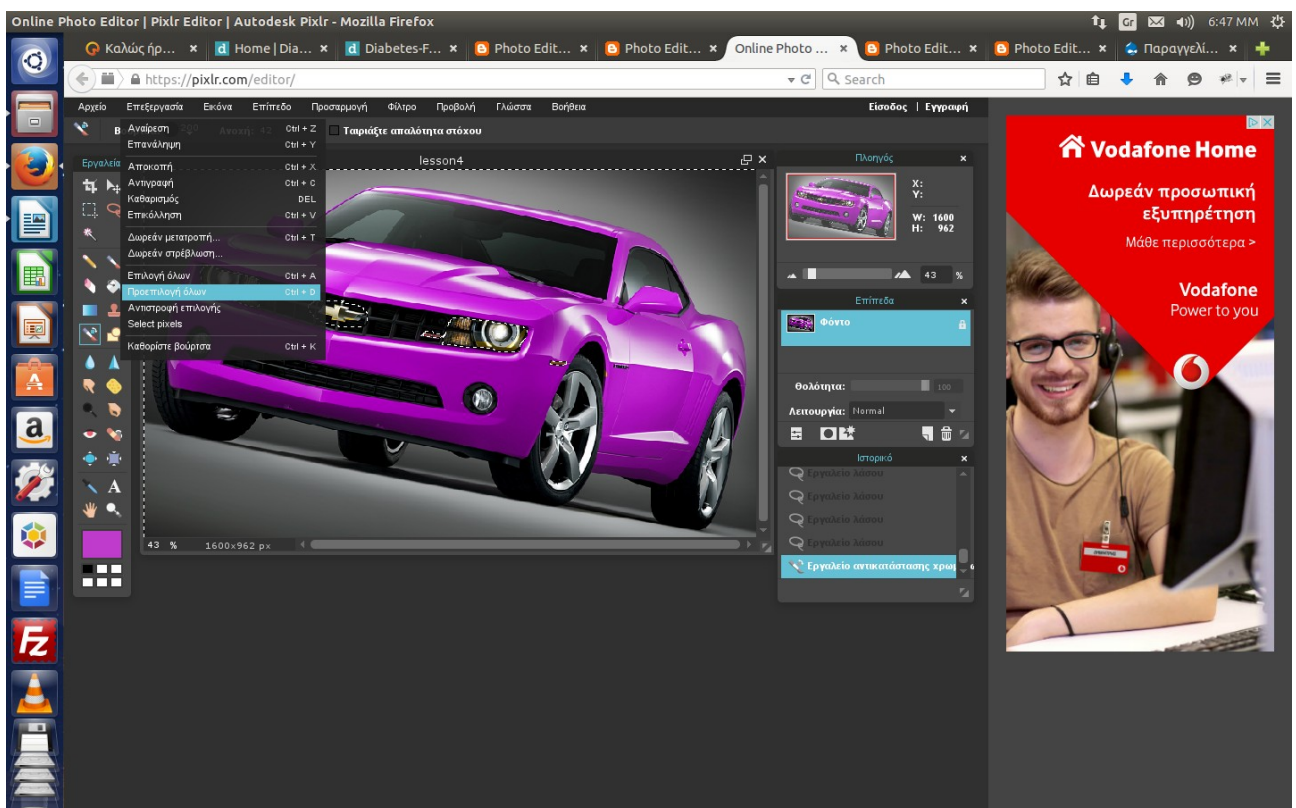 Online Photo Editor | Pixlr Editor | Autodesk Pixlr - Mozilla Firefox
Gr
6:47 ΜΜ
Καλώς ήρ...
Home | Dia...
Diabetes-F...
Photo Edit...
Photo Edit...
Online Photo ...
Photo Edit...
Photo Edit...
Παραγγελί...
https://pixlr.com/editor/
Search
Αρχείο Επεξεργασία Εικόνα Επίπεδο Προσαρμογή Φίλτρο Προβολή Γλώσσα Βοήθεια
Είσοδος | Εγγραφή
Ανοχή: 42
Ταιριάξτε απαλότητα στόχου
Αναίρεση Ctrl + Z
Επανάληψη Ctrl + Y
Αποκοπή Ctrl + X
Αντιγραφή Ctrl + C
Καθαρισμός DEL
Επικόλληση Ctrl + V
Δωρεάν μετατροπή... Ctrl + T
Δωρεάν στρέβλωση...
Επιλογή όλων Ctrl + A
Προεπιλογή όλων Ctrl + D
Αντιστροφή επιλογής
Select pixels
Καθορίστε βούρτσα Ctrl + K
Εργαλεία
A
lesson4
43 % 1600x962 px
Πλοηγός
X:
Y:
W: 1600
H: 962
43 %
Επίπεδα
Φόντο
Θολότητα: 100
Λειτουργία: Normal
Ιστορικό
Εργαλείο λάσου
Εργαλείο λάσου
Εργαλείο λάσου
Εργαλείο λάσου
Εργαλείο αντικατάστασης χρωμ
Vodafone Home
Δωρεάν προσωπική
εξυπηρέτηση
Μάθε περισσότερα >
Vodafone
Power to you